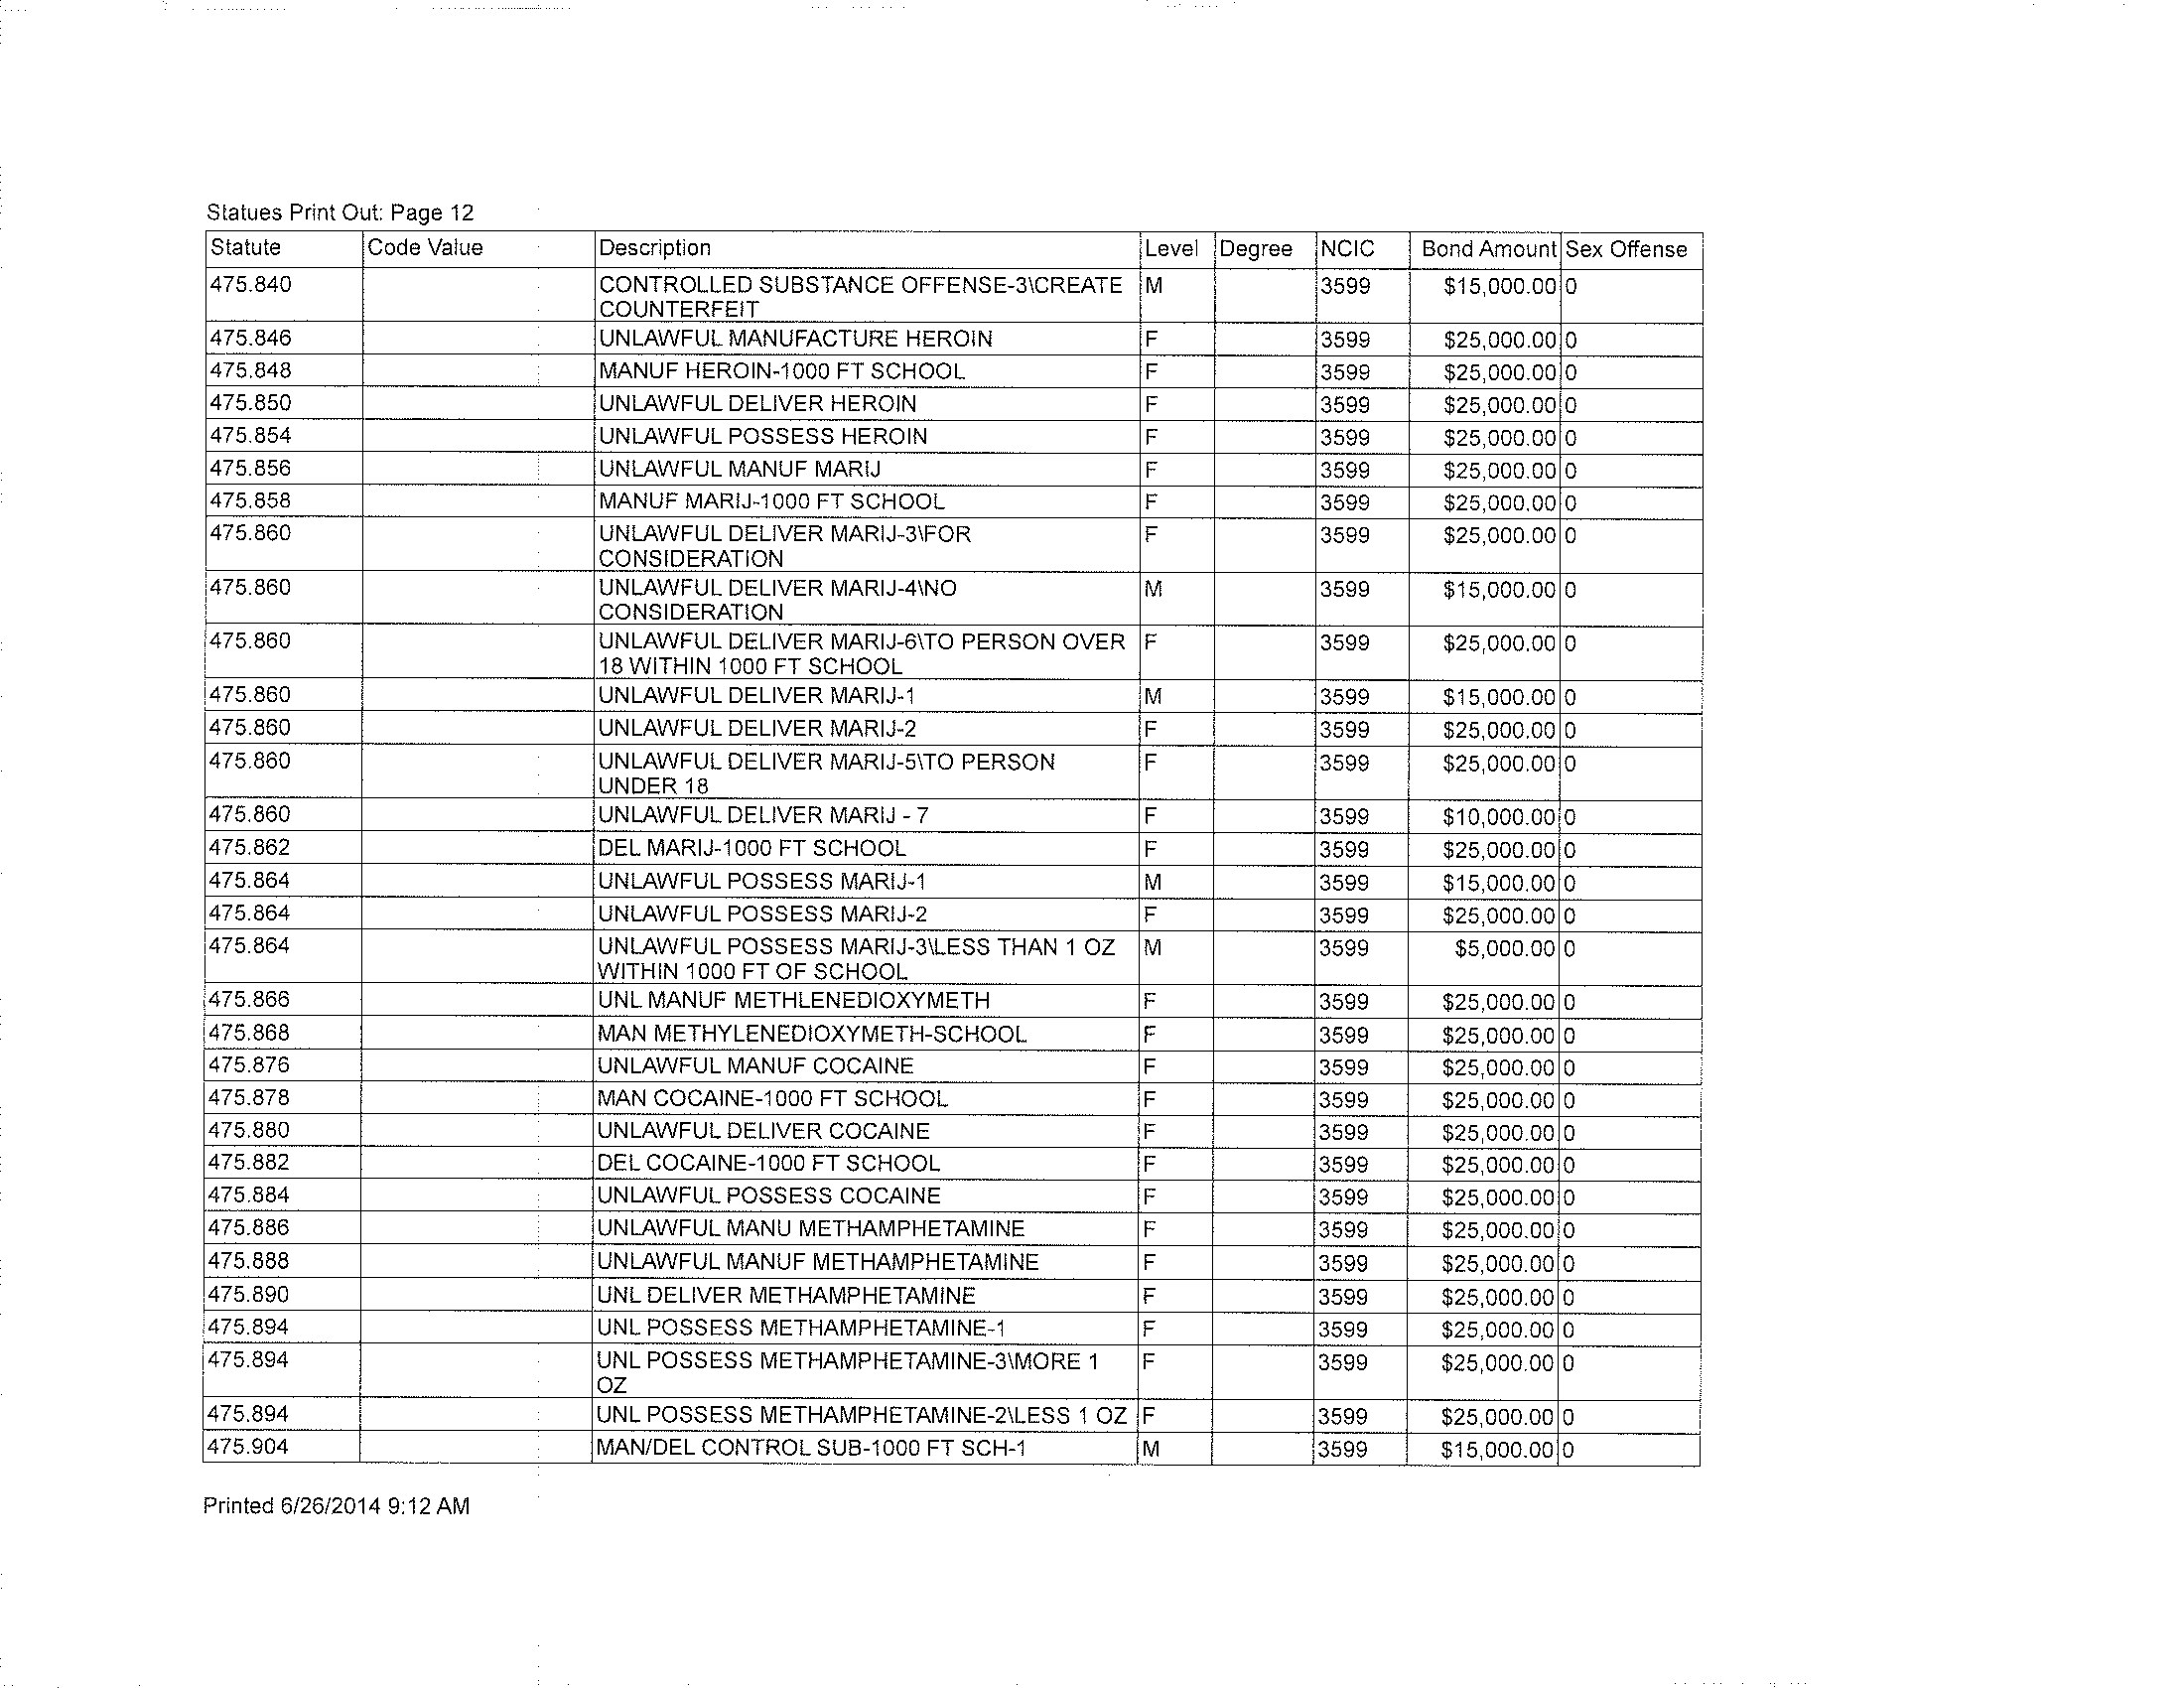 Statues Print Out: Page 12
Statute Code Value Description Level Degree NCIC Bond Amount Sex Offense
475.840 CONTROLLED SUBSTANCE OFFENSE-3\CREATE M 3599 $15,000.00 0
COUNTERFEIT
475.846 UNLAWFUL MANUFACTURE HEROIN F 3599 $25,000.00 0
475.848 MANUF HEROIN-1000 FT SCHOOL F 3599 $25,000.00 0
475.850 UNLAWFUL DELIVER HEROIN F 3599 $25,000.00 0
475.854 UNLAWFUL POSSESS HEROIN F 3599 $25,000.00 0
475.856 UNLAWFUL MANUF MARIJ F 3599 $25,000.00 0
475.858 MANUF MARIJ-1000 FT SCHOOL F 3599 $25,000.00 0
475.860 UNLAWFUL DELIVER MARIJ-3\FOR F 3599 $25,000.00 0
CONSIDERATION
475.860 UNLAWFUL DELIVER MARIJ-4\NO M 3599 $15,000.00 0
CONSIDERATION
475.860 UNLAWFUL DELIVER MARIJ-6\TO PERSON OVER F 3599 $25,000.00 0
18 WITHIN 1000 FT SCHOOL
475.860 UNLAWFUL DELIVER MARIJ-1 M 3599 $15,000.00 0
475.860 UNLAWFUL DELIVER MARIJ-2 F 3599 $25,000.00 0
475.860 UNLAWFUL DELIVER MARIJ-5\TO PERSON F 3599 $25,000.00 0
UNDER 18
475.860 UNLAWFUL DELIVER MARIJ - 7 F 3599 $10,000.00 0
475.862 DEL MARIJ-1000 FT SCHOOL F 3599 $25,000.00 0
475.864 UNLAWFUL POSSESS MARIJ-1 M 3599 $15,000.00 0
475.864 UNLAWFUL POSSESS MARIJ-2 F 3599 $25,000.00 0
475.864 UNLAWFUL POSSESS MARIJ-3\LESS THAN 1 OZ M 3599 $5,000.00 0
WITHIN 1000 FT OF SCHOOL
475.866 UNL MANUF METHLENEDIOXYMETH F 3599 $25,000.00 0
475.868 MAN METHYLENEDIOXYMETH-SCHOOL F 3599 $25,000.00 0
475.876 UNLAWFUL MANUF COCAINE F 3599 $25,000.00 0
475.878 MAN COCAINE-1000 FT SCHOOL F 3599 $25,000.00 0
475.880 UNLAWFUL DELIVER COCAINE F 3599 $25,000.00 0
475.882 DEL COCAINE-1000 FT SCHOOL F 3599 $25,000.00 0
475.884 UNLAWFUL POSSESS COCAINE F 3599 $25,000.00 0
475.886 UNLAWFUL MANU METHAMPHETAMINE F 3599 $25,000.00 0
475.888 UNLAWFUL MANUF METHAMPHETAMINE F 3599 $25,000.00 0
475.890 UNL DELIVER METHAMPHETAMINE F 3599 $25,000.00 0
475.894 UNL POSSESS METHAMPHETAMINE-1 F 3599 $25,000.00 0
475.894 UNL POSSESS METHAMPHETAMINE-3\MORE 1 F 3599 $25,000.00 0
OZ
475.894 UNL POSSESS METHAMPHETAMINE-2\LESS 1 OZ F 3599 $25,000.00 0
475.904 MAN/DEL CONTROL SUB-1000 FT SCH-1 M 3599 $15,000.00 0
Printed 6/26/2014 9:12 AM